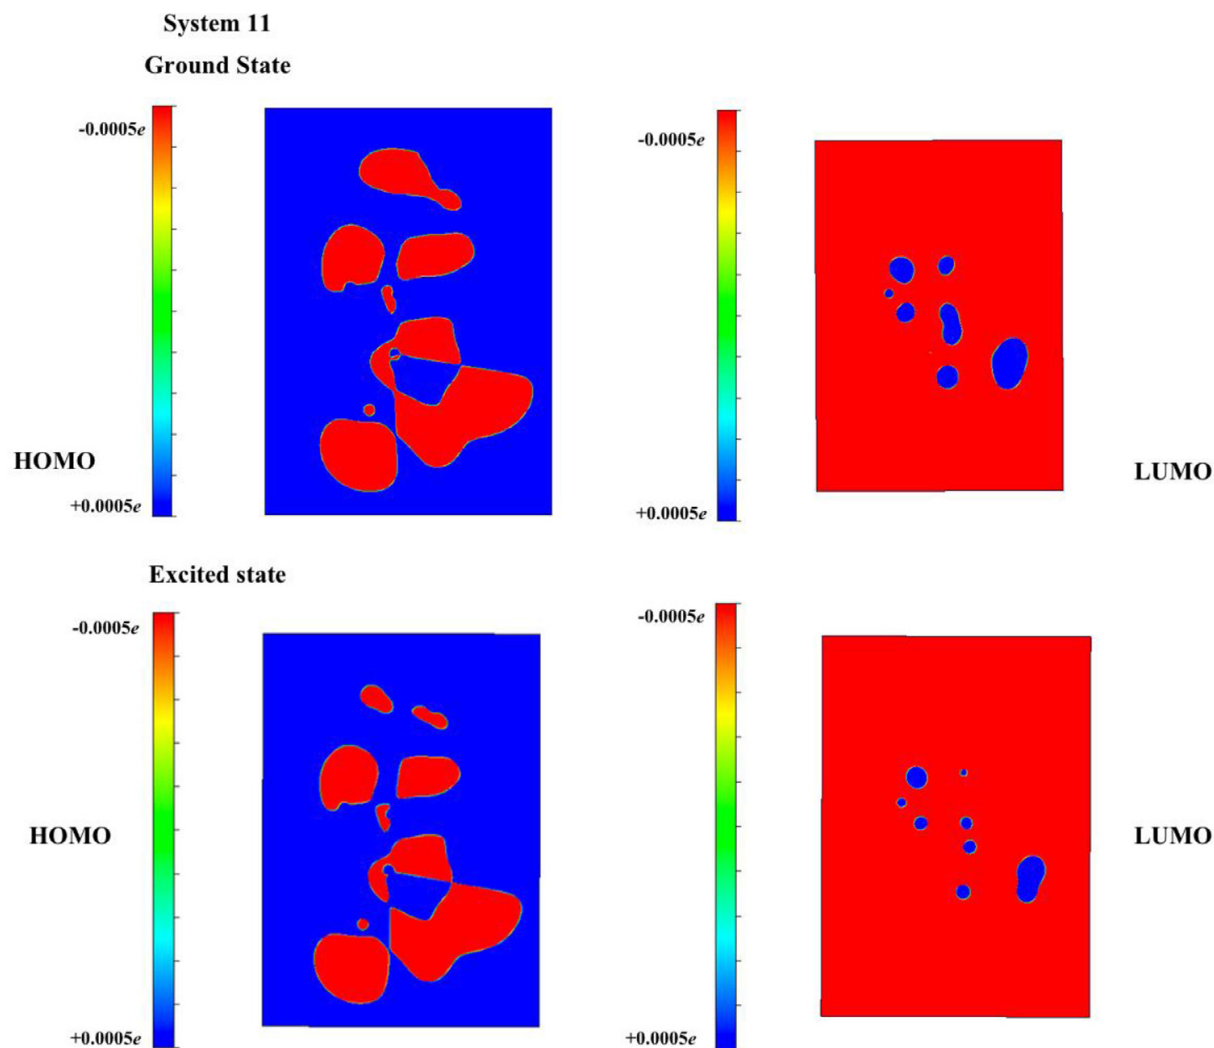 System 11
Ground State
-0.0005e
-0.0005e
HOMO
LUMO
+0.0005e
+0.0005e
Excited state
-0.0005e
-0.0005e
HOMO
LUMO
+0.0005e
+0.0005e